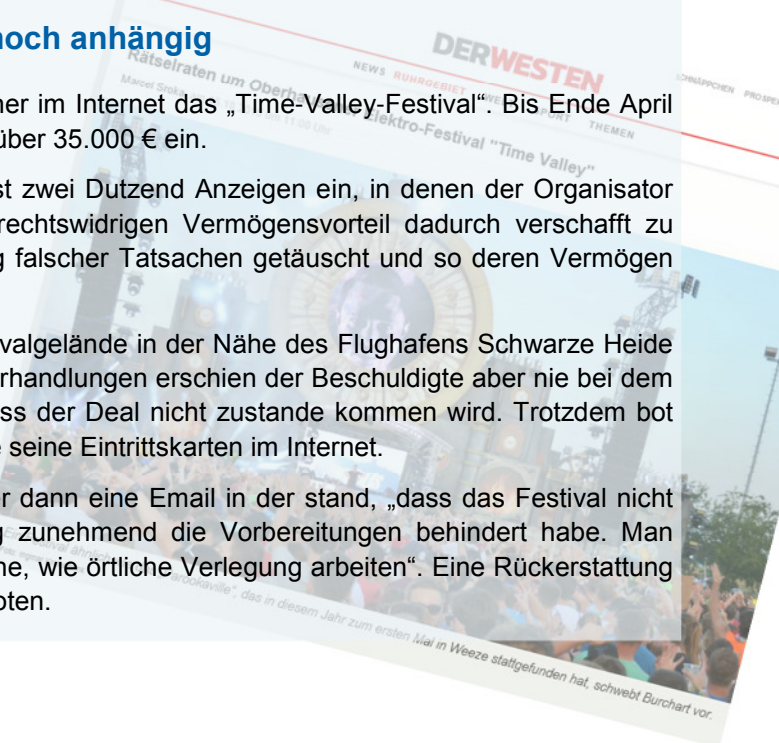 noch anhängig
DERWESTEN
NEWS RUHRGEBIET SPORT THEMEN
Rätselraten um Elektro-Festival "Time Valley"
ner im Internet das „Time-Valley-Festival“. Bis Ende April
über 35.000 € ein.
st zwei Dutzend Anzeigen ein, in denen der Organisator
rechtswidrigen Vermögensvorteil dadurch verschafft zu
g falscher Tatsachen getäuscht und so deren Vermögen
valgelände in der Nähe des Flughafens Schwarze Heide
erhandlungen erschien der Beschuldigte aber nie bei dem
ss der Deal nicht zustande kommen wird. Trotzdem bot
e seine Eintrittskarten im Internet.
er dann eine Email in der stand, „dass das Festival nicht
g zunehmend die Vorbereitungen behindert habe. Man
me, wie örtliche Verlegung arbeiten“. Eine Rückerstattung
oten.
das in diesem Jahr zum ersten Mal in Weeze stattgefunden hat, schwebt Burchart vor.